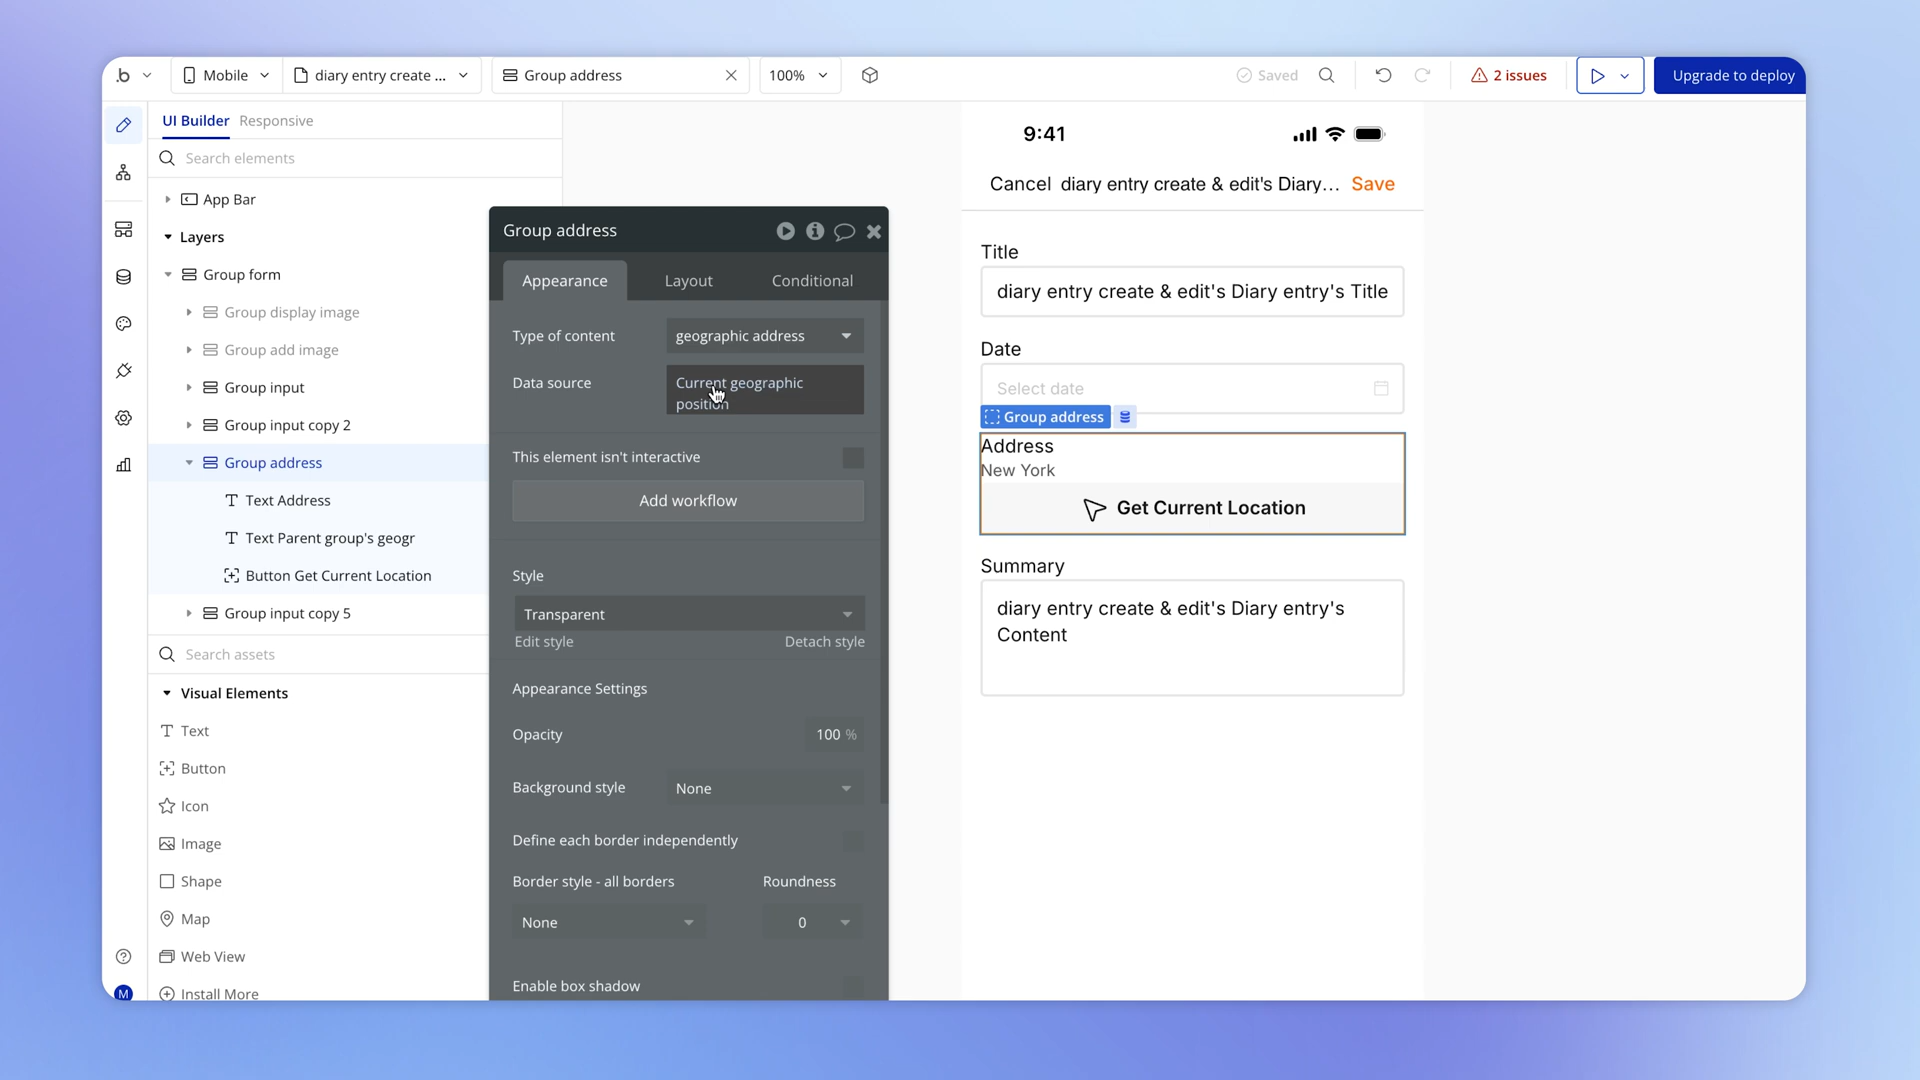 .b
Mobile
diary entry create ...
Group address
100%
Saved
2 issues
Upgrade to deploy
UI Builder
Responsive
Search elements
App Bar
Layers
Group form
Group display image
Group add image
Group input
Group input copy 2
Group address
Text Address
Text Parent group's geogr
Button Get Current Location
Group input copy 5
Search assets
Visual Elements
Text
Button
Icon
Image
Shape
Map
Web View
Install More
M
Group address
Appearance
Layout
Conditional
Type of content
geographic address
Data source
Current geographic
position
This element isn't interactive
Add workflow
Style
Transparent
Edit style
Detach style
Appearance Settings
Opacity
100 %
Background style
None
Define each border independently
Border style - all borders
Roundness
None
0
Enable box shadow
9:41
Cancel
diary entry create & edit's Diary...
Save
Title
diary entry create & edit's Diary entry's Title
Date
Select date
Group address
Address
New York
Get Current Location
Summary
diary entry create & edit's Diary entry's
Content